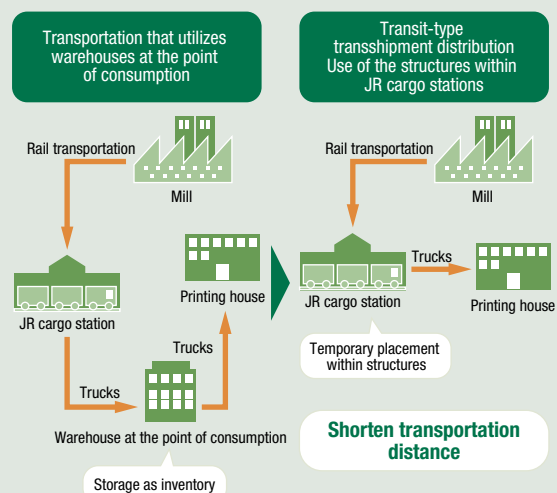 Transportation that utilizes
warehouses at the point
of consumption
Rail transportation
Mill
JR cargo station
Printing house
Trucks
Trucks
Warehouse at the point of consumption
Storage as inventory
Transit-type
transshipment distribution
Use of the structures within
JR cargo stations
Rail transportation
Mill
Trucks
JR cargo station
Printing house
Temporary placement
within structures
Shorten transportation
distance